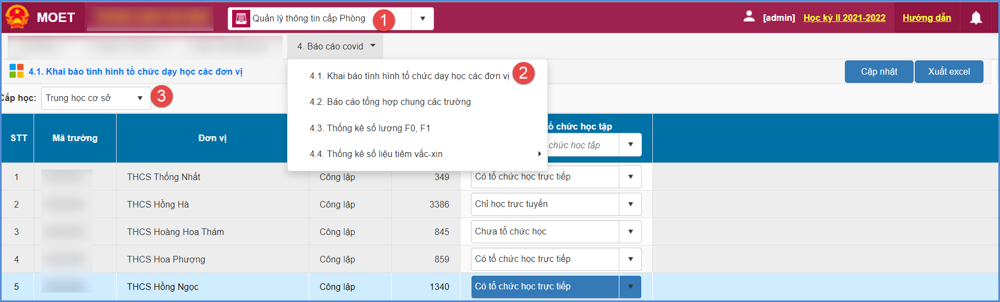 MOET
Quản lý thông tin cấp Phòng
1
[admin] Học kỳ II 2021-2022 Hướng dẫn
4. Báo cáo covid
4.1. Khai báo tình hình tổ chức dạy học các đơn vị
4.1. Khai báo tình hình tổ chức dạy học các đơn vị
2
4.2. Báo cáo tổng hợp chung các trường
4.3. Thống kê số lượng F0, F1
4.4. Thống kê số liệu tiêm vắc-xin
Cập nhật Xuất excel
Cấp học: Trung học cơ sở 3
STT Mã trường Đơn vị tổ chức học tập
chức học tập
1 THCS Thống Nhất Công lập 349 Có tổ chức học trực tiếp
2 THCS Hồng Hà Công lập 3386 Chỉ học trực tuyến
3 THCS Hoàng Hoa Thám Công lập 845 Chưa tổ chức học
4 THCS Hoa Phượng Công lập 859 Có tổ chức học trực tiếp
5 THCS Hồng Ngọc Công lập 1340 Có tổ chức học trực tiếp